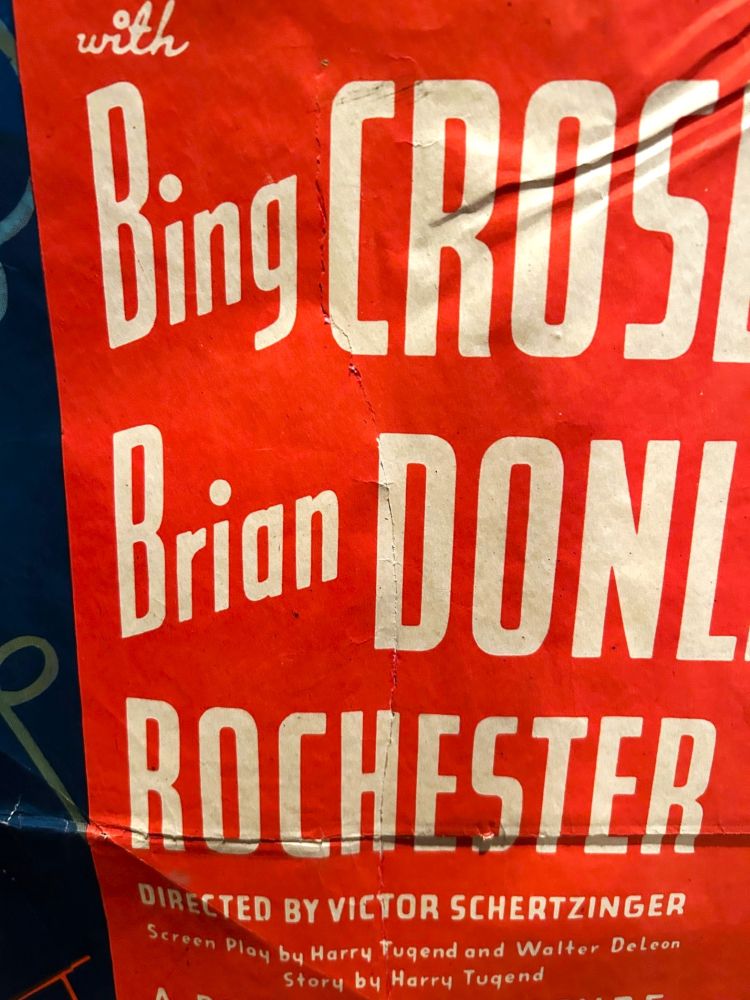 with
Bing CROSB
Brian DONL
ROCHESTER
DIRECTED BY VICTOR SCHERTZINGER
Screen Play by Harry Tugend and Walter DeLeon
Story by Harry Tugend